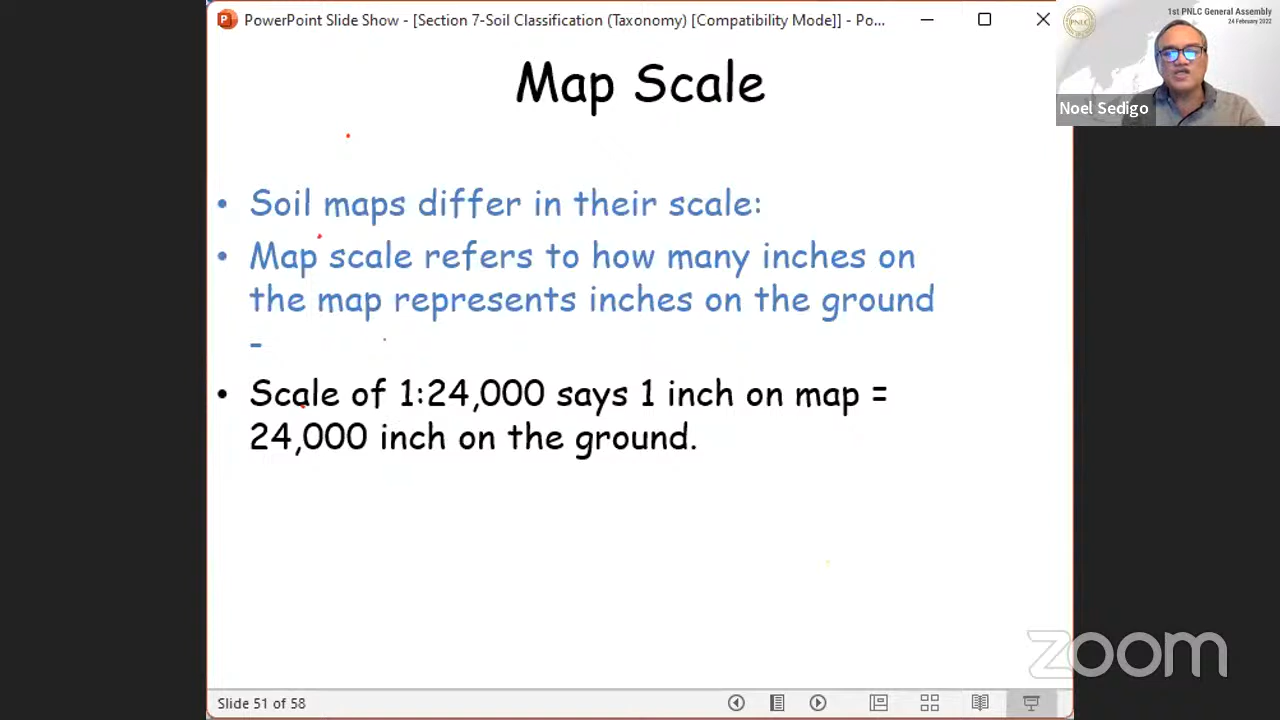 PowerPoint Slide Show - [Section 7-Soil Classification (Taxonomy) [Compatibility Mode]] - Po...
1st PNLC General Assembly
24 February 2022
PNLC
Noel Sedigo
Map Scale
• Soil maps differ in their scale:
• Map scale refers to how many inches on
the map represents inches on the ground
-
• Scale of 1:24,000 says 1 inch on map =
24,000 inch on the ground.
zoom
Slide 51 of 58